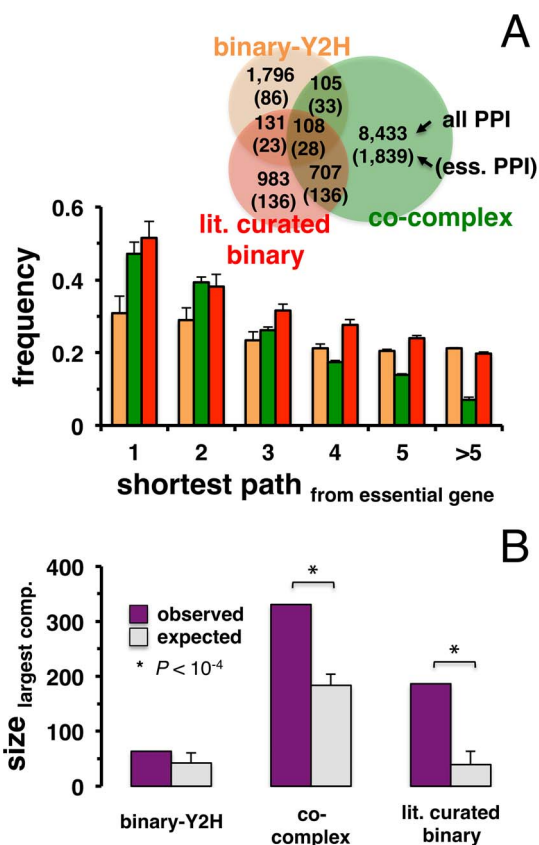 A
binary-Y2H
1,796
(86)
105
(33)
131
(23)
108
(28)
8,433
(1,839)
all PPI
(ess. PPI)
983
(136)
707
(136)
lit. curated
binary
co-complex
0.6
0.4
0.2
0
frequency
1 2 3 4 5 >5
shortest path from essential gene
B
400
300
200
100
0
size largest comp.
observed
expected
* P < 10-4
*
*
binary-Y2H
co-
complex
lit. curated
binary